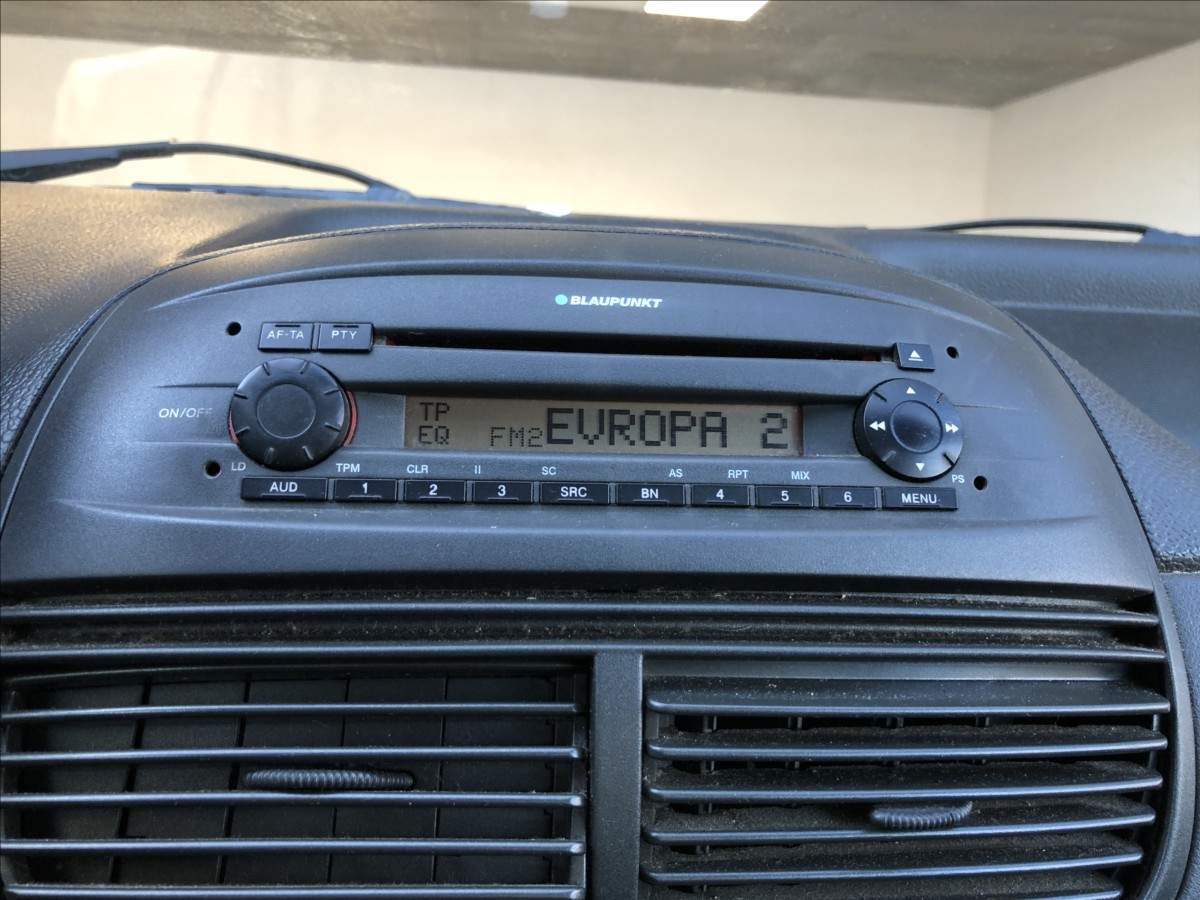 BLAUPUNKT
AF-TA PTY
ON/OFF
TP
EQ FM2 EVROPA 2
LD TPM CLR II SC AS RPT MIX PS
AUD 1 2 3 SRC BN 4 5 6 MENU